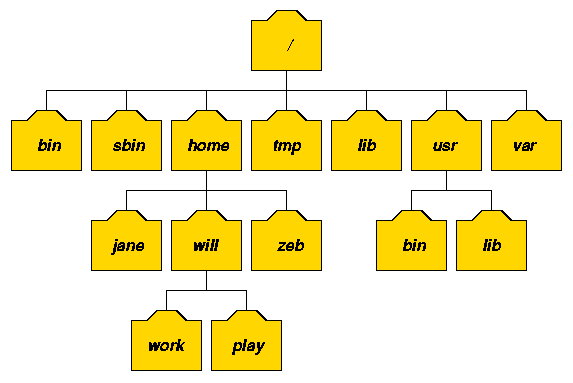 /
bin sbin home tmp lib usr var
jane will zeb bin lib
work play